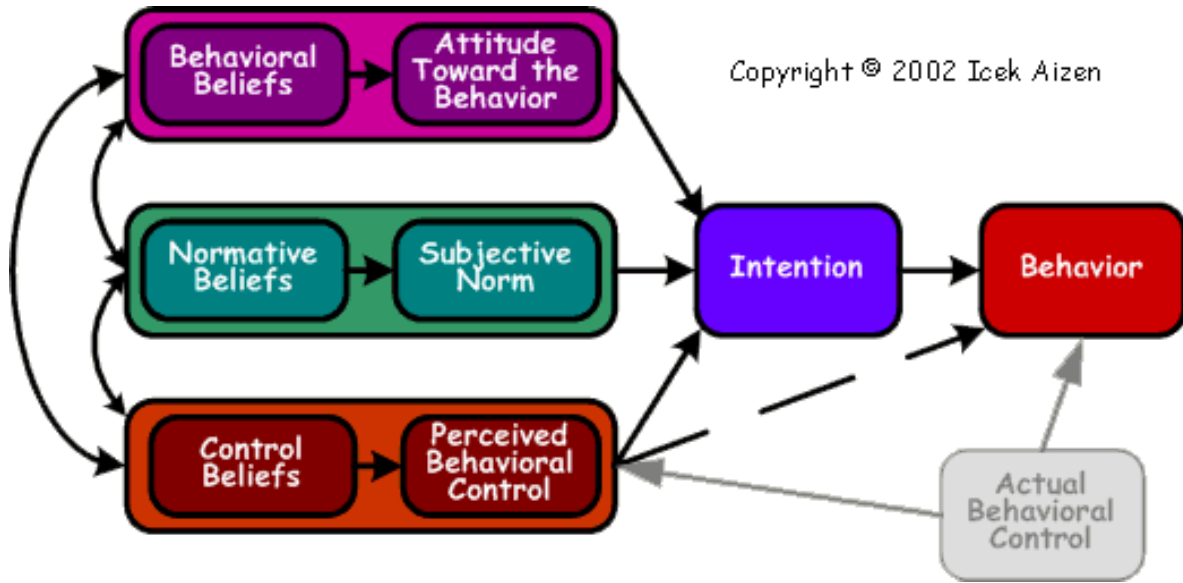 Behavioral
Beliefs
Attitude
Toward the
Behavior
Copyright © 2002 Icek Aizen
Normative
Beliefs
Subjective
Norm
Intention
Behavior
Control
Beliefs
Perceived
Behavioral
Control
Actual
Behavioral
Control